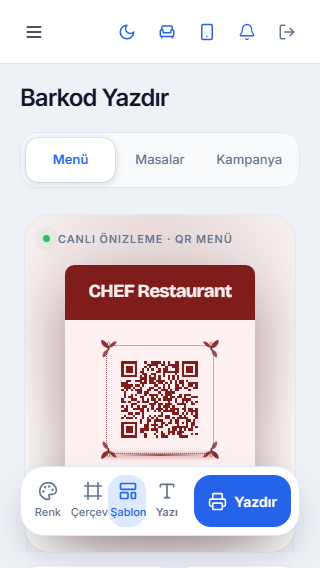 Barkod Yazdır
Menü
Masalar
Kampanya
CANLI ÖNİZLEME · QR MENÜ
CHEF Restaurant
Renk
Çerçev
Şablon
Yazı
Yazdır